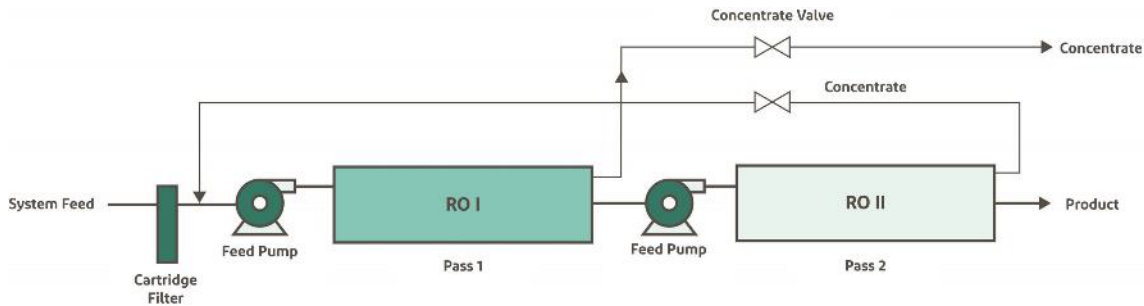 Concentrate Valve
Concentrate
Concentrate
System Feed
RO I
RO II
Product
Feed Pump
Feed Pump
Pass 1
Pass 2
Cartridge
Filter